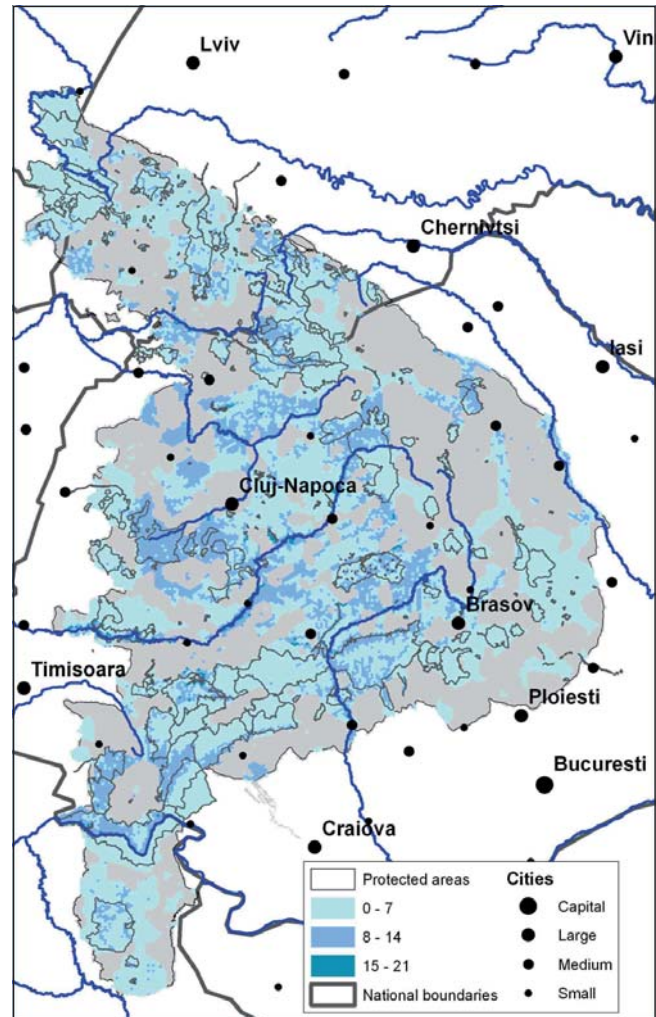 Lviv
Vin
Chernivtsi
Iasi
Cluj-Napoca
Brasov
Timisoara
Ploiesti
Bucuresti
Craiova
Protected areas
0 - 7
8 - 14
15 - 21
National boundaries
Cities
Capital
Large
Medium
Small